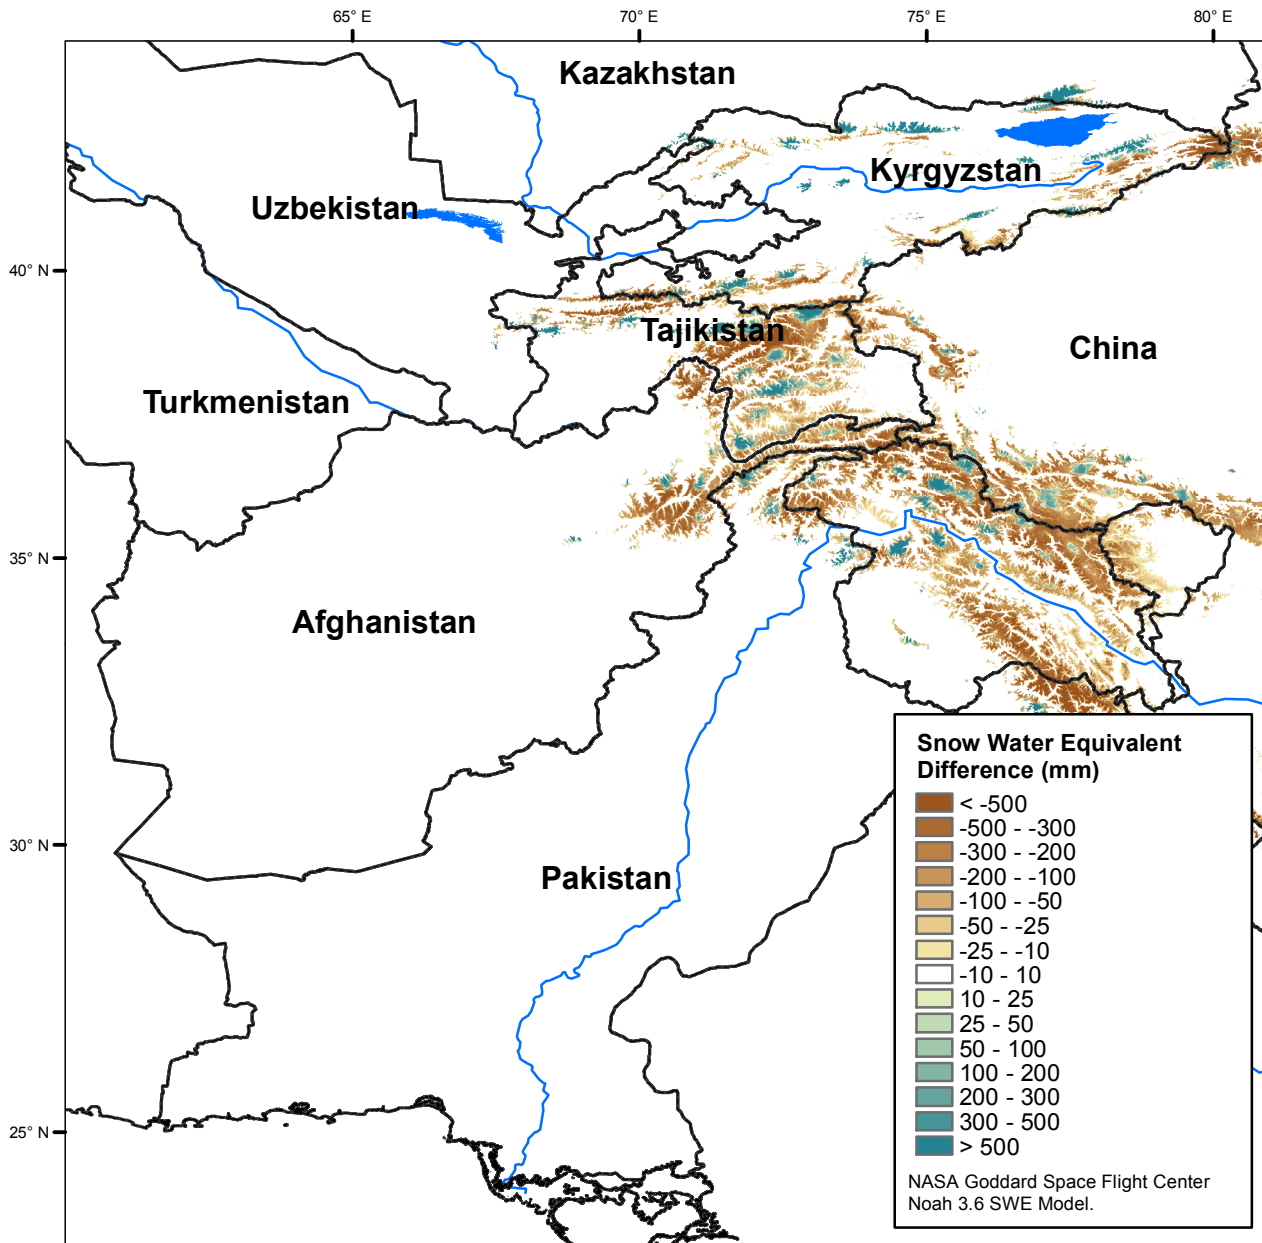 65° E
70° E
75° E
80° E
Kazakhstan
Kyrgyzstan
Uzbekistan
40° N
Tajikistan
China
Turkmenistan
35° N
Afghanistan
Snow Water Equivalent
Difference (mm)
< -500
-500 - -300
-300 - -200
-200 - -100
-100 - -50
-50 - -25
-25 - -10
-10 - 10
10 - 25
25 - 50
50 - 100
100 - 200
200 - 300
300 - 500
> 500
NASA Goddard Space Flight Center
Noah 3.6 SWE Model.
30° N
Pakistan
25° N